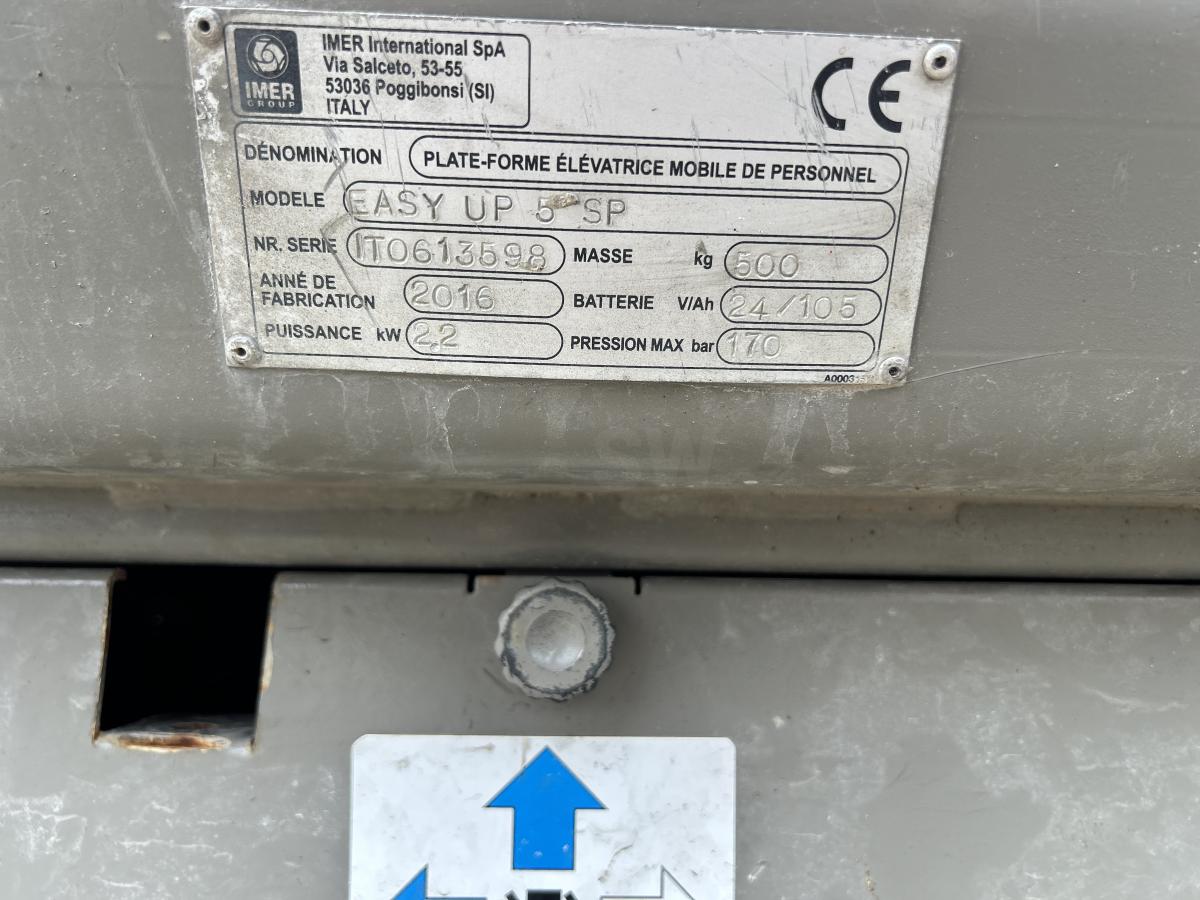 IMER
GROUP
IMER International SpA
Via Salceto, 53-55
53036 Poggibonsi (SI)
ITALY
CE
DÉNOMINATION PLATE-FORME ÉLÉVATRICE MOBILE DE PERSONNEL
MODELE EASY UP 5 SP
NR. SERIE IT0613598 MASSE kg 500
ANNÉ DE
FABRICATION 2016 BATTERIE V/Ah 24/105
PUISSANCE kW 2,2 PRESSION MAX bar 170